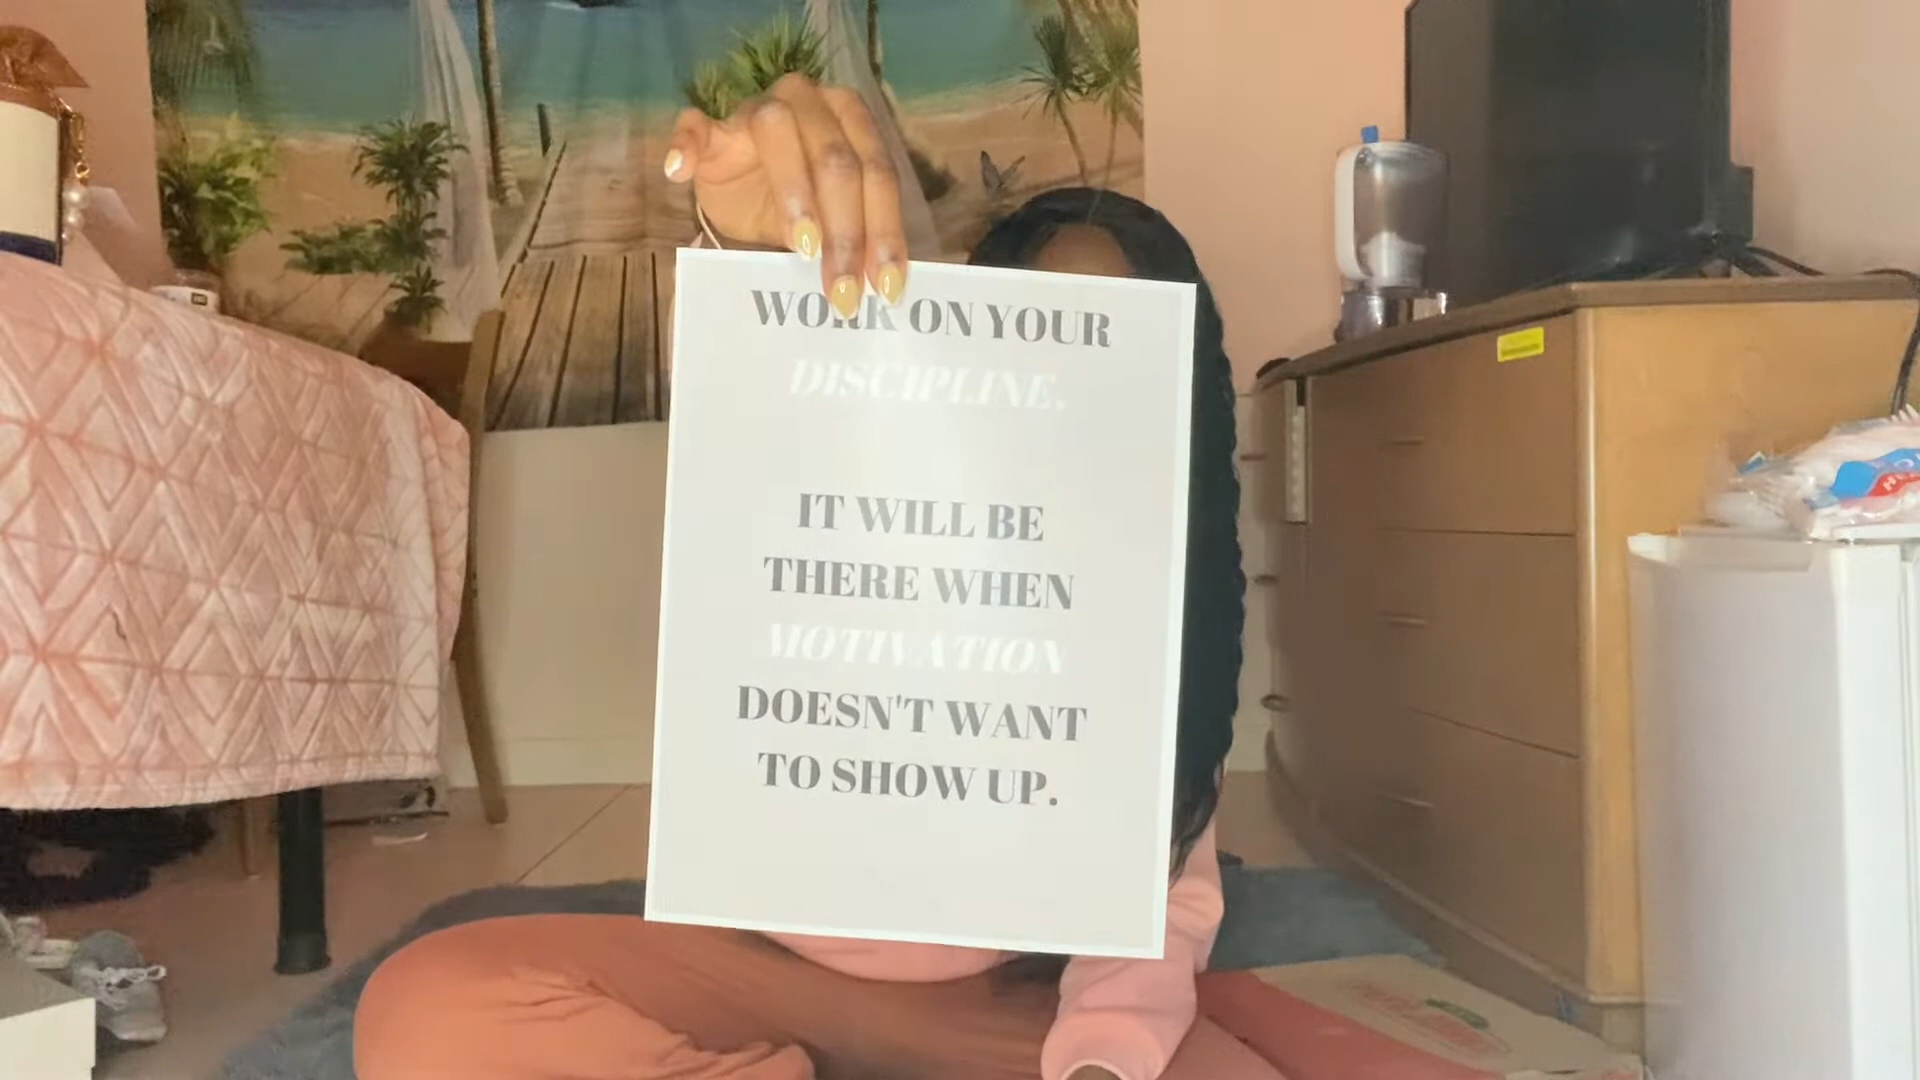 WORK ON YOUR
DISCIPLINE.
IT WILL BE
THERE WHEN
MOTIVATION
DOESN'T WANT
TO SHOW UP.